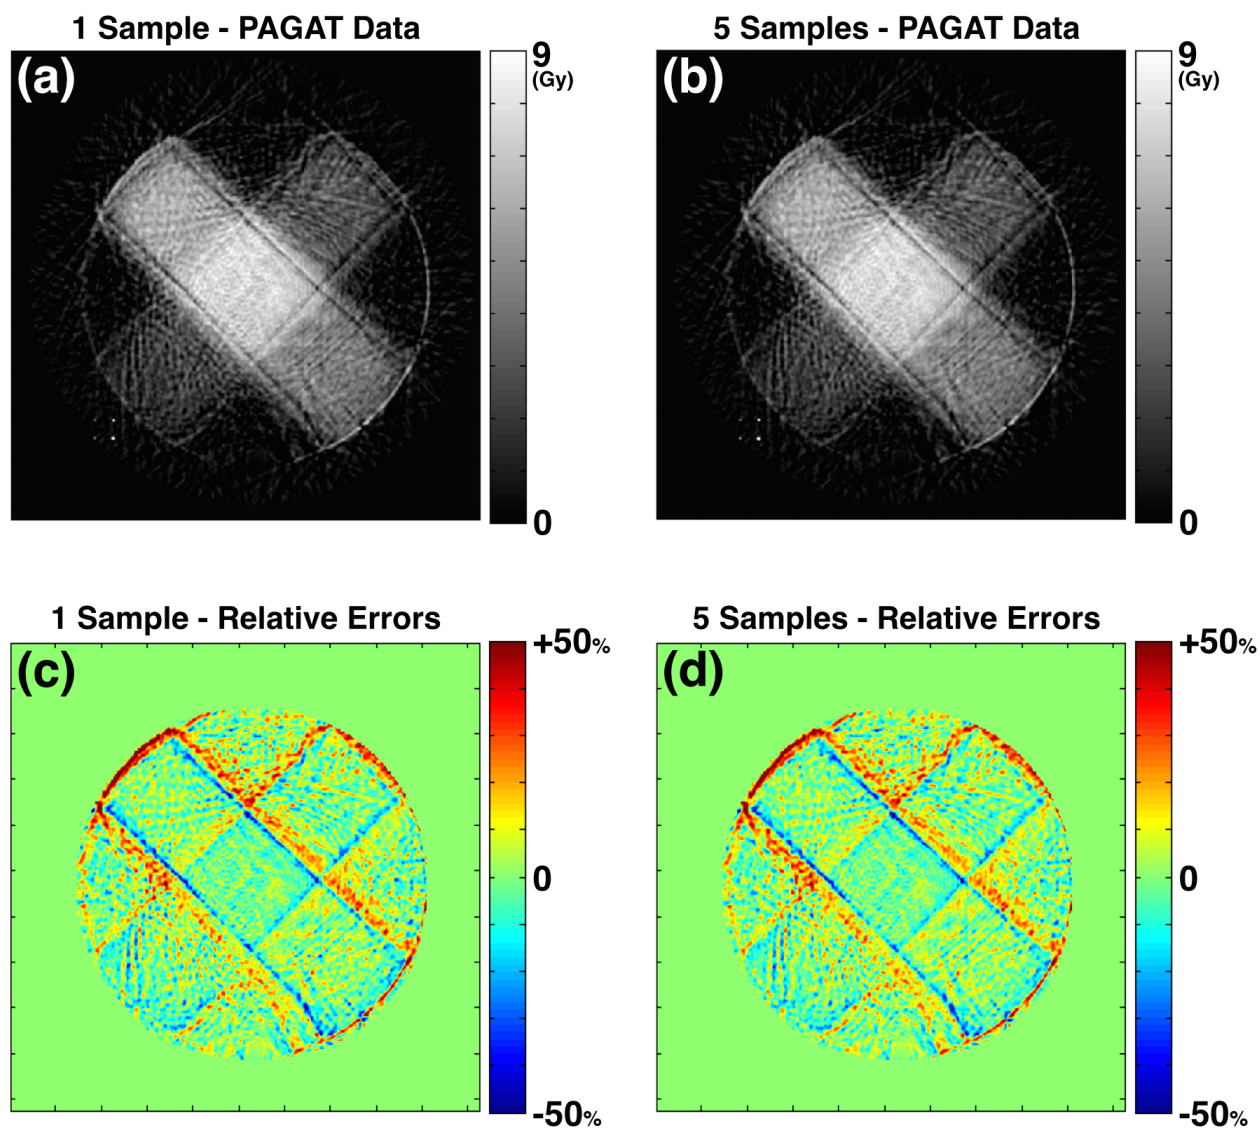 1 Sample - PAGAT Data
5 Samples - PAGAT Data
(a)
9
(Gy)
0
(b)
9
(Gy)
0
1 Sample - Relative Errors
5 Samples - Relative Errors
(c)
+50%
0
-50%
(d)
+50%
0
-50%